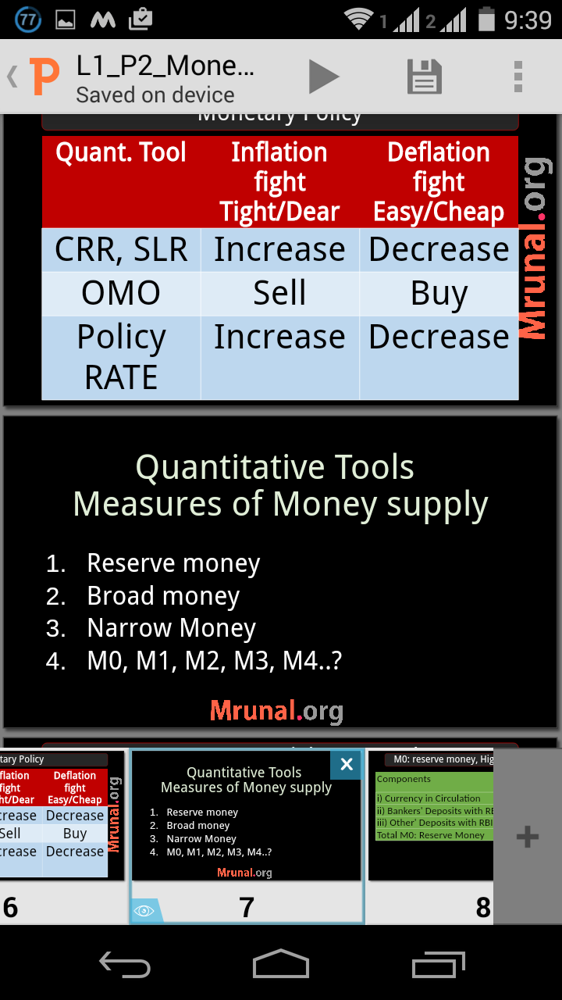 77 1 2 9:39
L1_P2_Mone...
Saved on device
Monetary Policy
Quant. Tool Inflation fight Tight/Dear Deflation fight Easy/Cheap
CRR, SLR Increase Decrease
OMO Sell Buy
Policy RATE Increase Decrease
Mrunal.org
Quantitative Tools
Measures of Money supply
1. Reserve money
2. Broad money
3. Narrow Money
4. M0, M1, M2, M3, M4..?
Mrunal.org
tary Policy
flation Deflation
fight fight
ht/Dear Easy/Cheap
crease Decrease
Sell Buy
crease Decrease
Mrunal.org
6
Quantitative Tools
Measures of Money supply
1. Reserve money
2. Broad money
3. Narrow Money
4. M0, M1, M2, M3, M4..?
Mrunal.org
7
M0: reserve money, Hig
Components
i) Currency in Circulation
ii) Bankers' Deposits with RB
iii) Other' Deposits with RBI
Total M0: Reserve Money
8